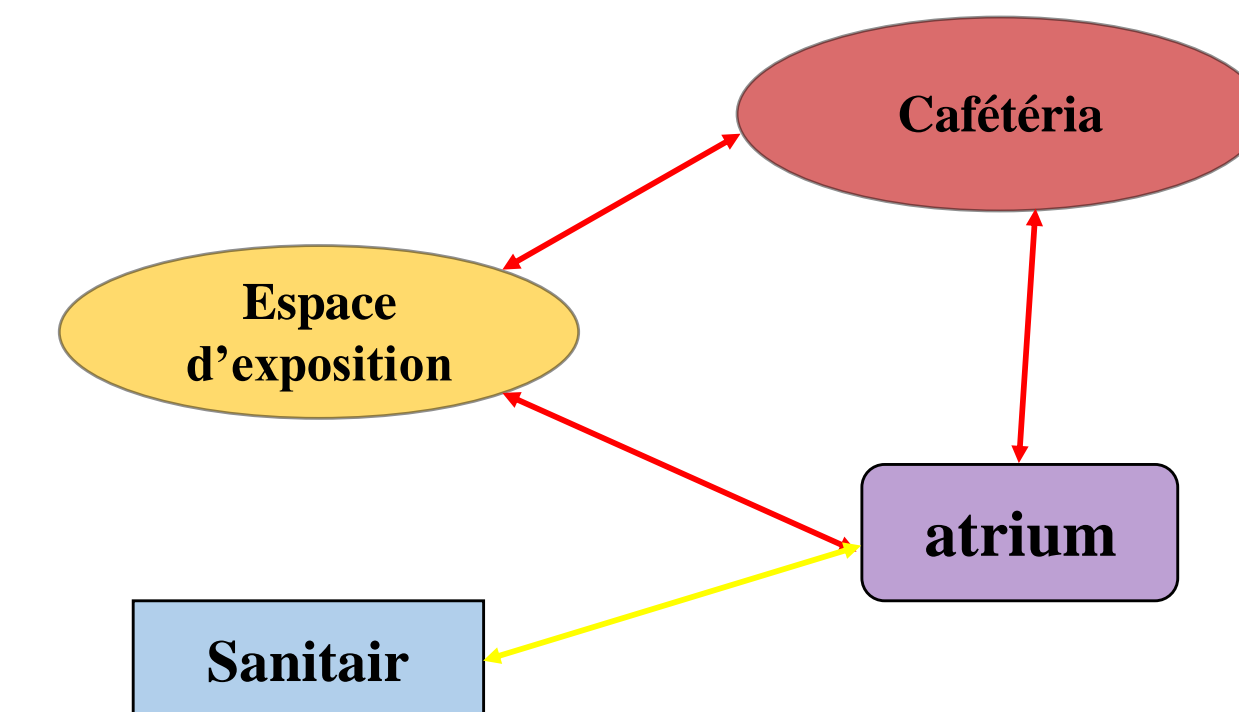 Cafétéria
Espace
d’exposition
atrium
Sanitair